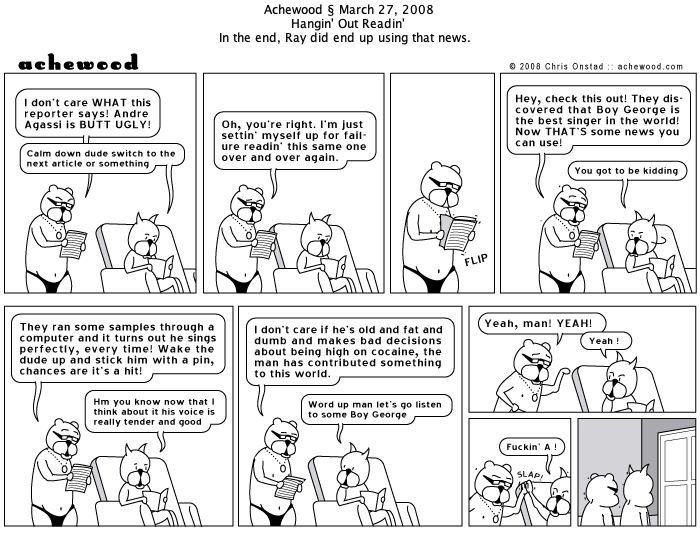 Achewood § March 27, 2008
Hangin' Out Readin'
In the end, Ray did end up using that news.
achewood
© 2008 Chris Onstad :: achewood.com
I don't care WHAT this
reporter says! Andre
Agassi is BUTT UGLY!
Calm down dude switch to the
next article or something
Oh, you're right. I'm just
settin' myself up for fail-
ure readin' this same one
over and over again.
FLIP
Hey, check this out! They dis-
covered that Boy George is
the best singer in the world!
Now THAT'S some news you
can use!
You got to be kidding
They ran some samples through a
computer and it turns out he sings
perfectly, every time! Wake the
dude up and stick him with a pin,
chances are it's a hit!
Hm you know now that I
think about it his voice is
really tender and good
I don't care if he's old and fat and
dumb and makes bad decisions
about being high on cocaine, the
man has contributed something
to this world.
Word up man let's go listen
to some Boy George
Yeah, man! YEAH!
Yeah !
Fuckin' A !
SLAP!